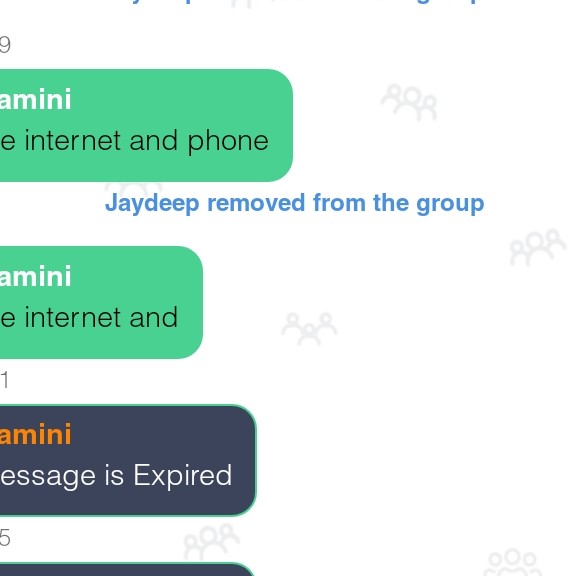 9
amini
e internet and phone
Jaydeep removed from the group
amini
e internet and
1
amini
essage is Expired
5